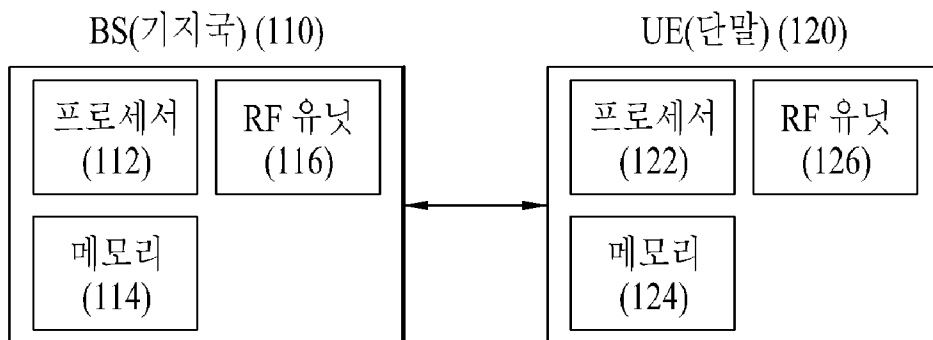 BS(기지국) (110)
UE(단말) (120)
프로세서
(112)
RF 유닛
(116)
메모리
(114)
프로세서
(122)
RF 유닛
(126)
메모리
(124)